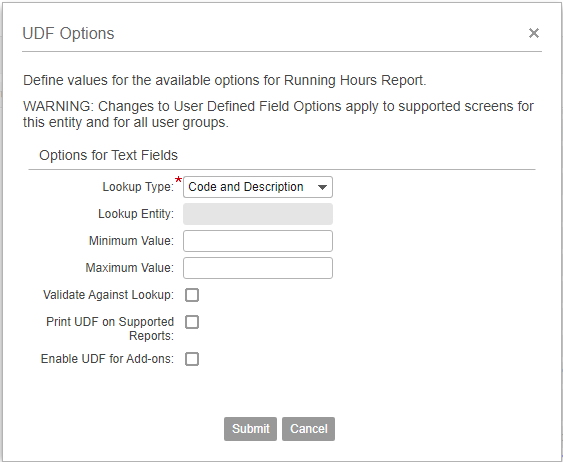 UDF Options
Define values for the available options for Running Hours Report.
WARNING: Changes to User Defined Field Options apply to supported screens for
this entity and for all user groups.
Options for Text Fields
Lookup Type:* Code and Description
Lookup Entity:
Minimum Value:
Maximum Value:
Validate Against Lookup:
Print UDF on Supported
Reports:
Enable UDF for Add-ons:
Submit Cancel